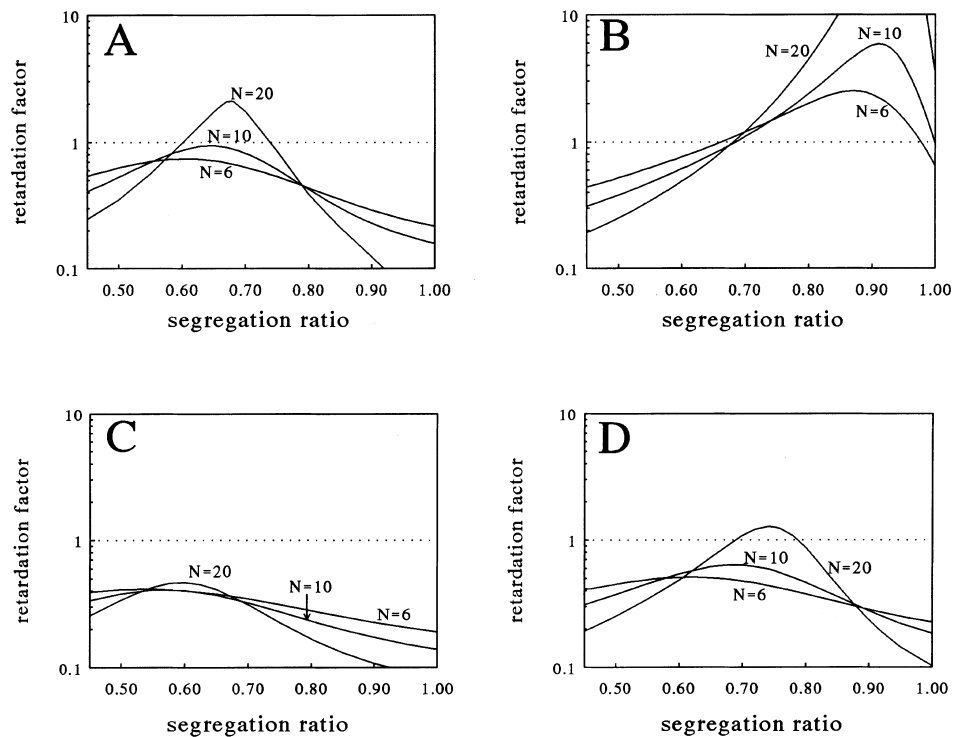 A
10
1
0.1
retardation factor
N=20
N=10
N=6
0.50 0.60 0.70 0.80 0.90 1.00
segregation ratio
B
10
1
0.1
retardation factor
N=20
N=10
N=6
0.50 0.60 0.70 0.80 0.90 1.00
segregation ratio
C
10
1
0.1
retardation factor
N=20
N=10
N=6
0.50 0.60 0.70 0.80 0.90 1.00
segregation ratio
D
10
1
0.1
retardation factor
N=10
N=20
N=6
0.50 0.60 0.70 0.80 0.90 1.00
segregation ratio